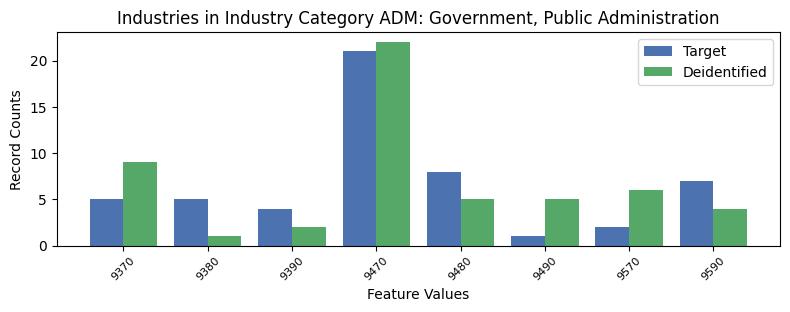 Industries in Industry Category ADM: Government, Public Administration
Target
Deidentified
Record Counts
20
15
10
5
0
9370 9380 9390 9470 9480 9490 9570 9590
Feature Values